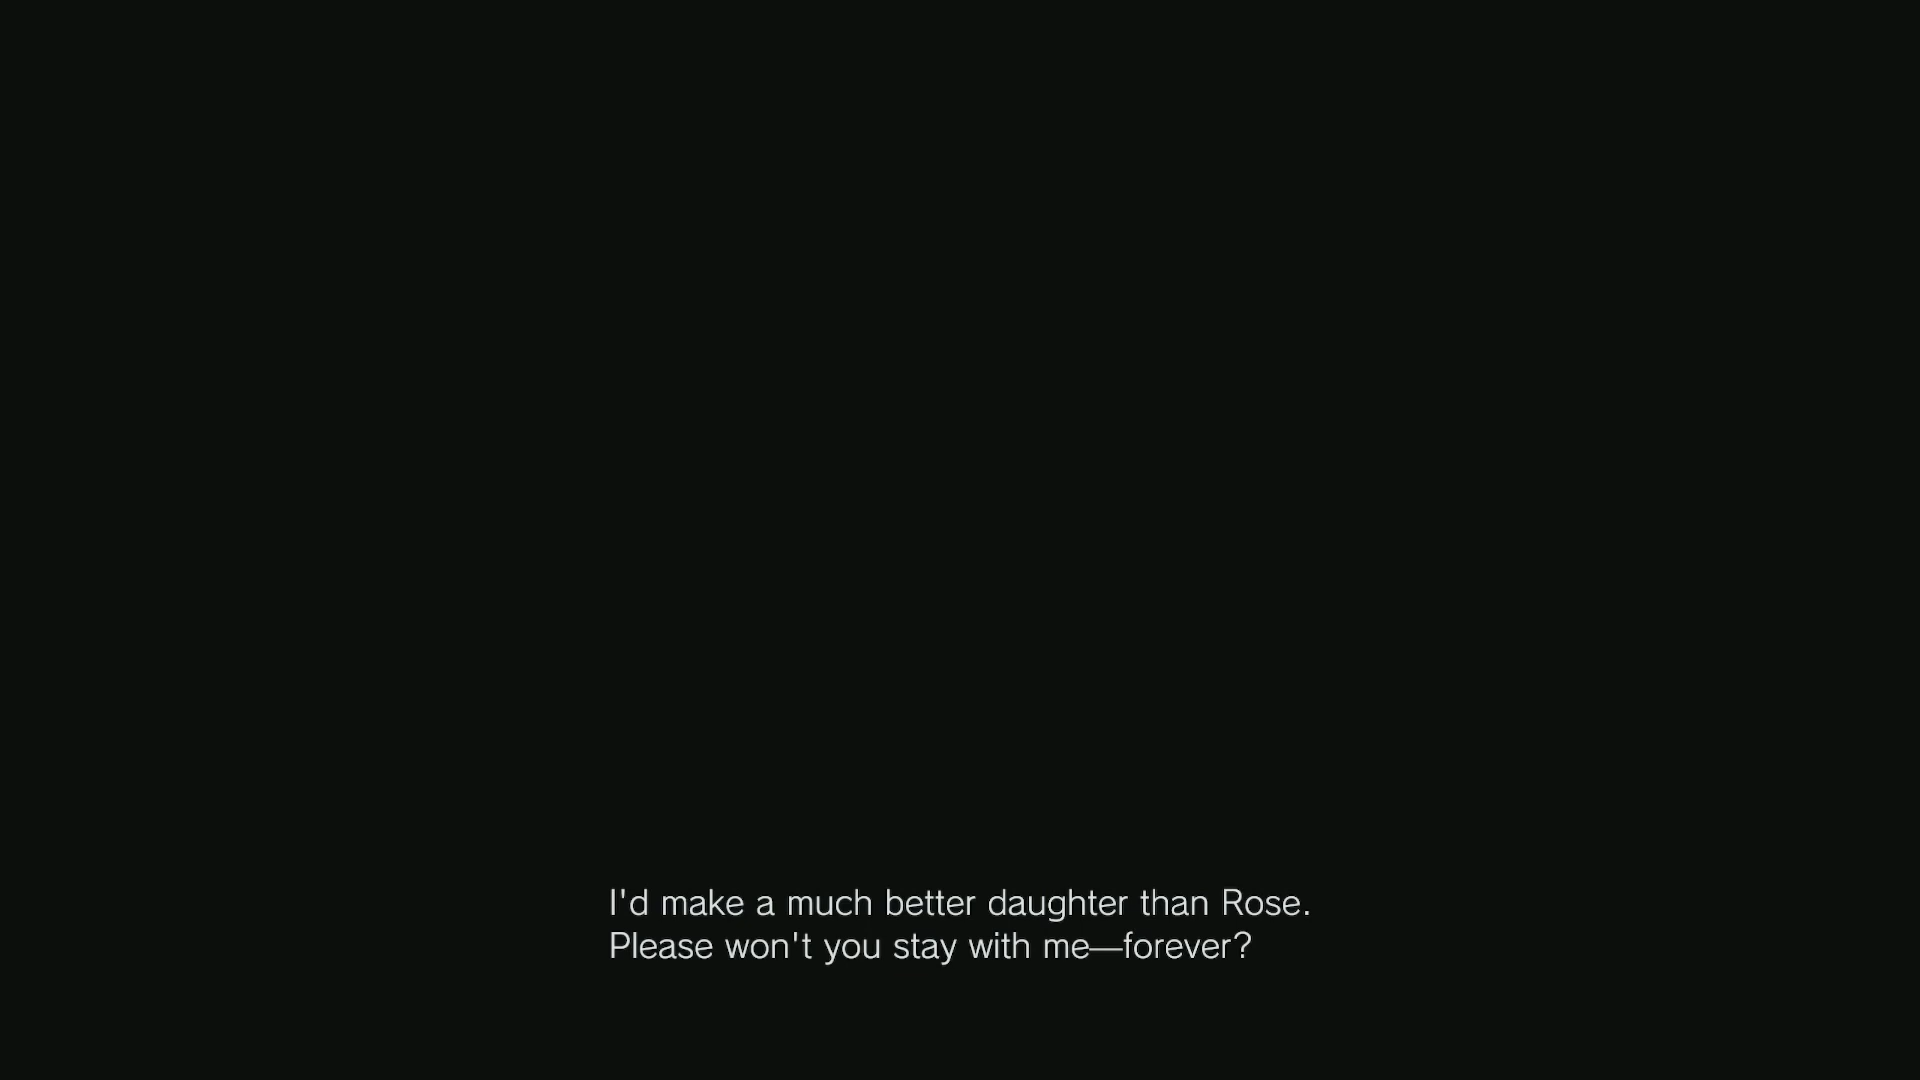 I'd make a much better daughter than Rose.
Please won't you stay with me—forever?